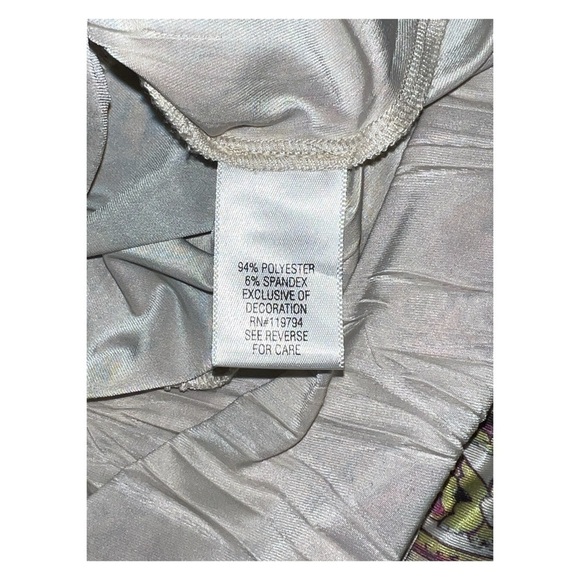 94% POLYESTER
6% SPANDEX
EXCLUSIVE OF
DECORATION
RN#119794
SEE REVERSE
FOR CARE